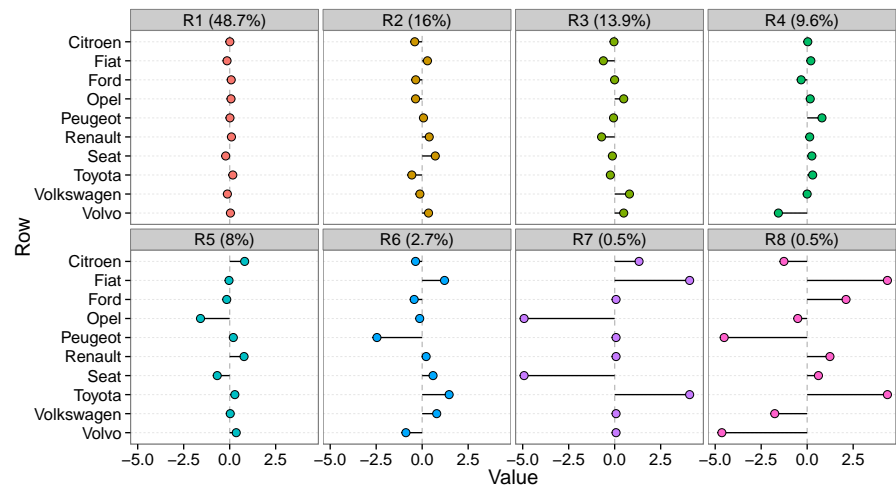 R1 (48.7%) R2 (16%) R3 (13.9%) R4 (9.6%)
Citroen
Fiat
Ford
Opel
Peugeot
Renault
Seat
Toyota
Volkswagen
Volvo
Row
R5 (8%) R6 (2.7%) R7 (0.5%) R8 (0.5%)
Citroen
Fiat
Ford
Opel
Peugeot
Renault
Seat
Toyota
Volkswagen
Volvo
−5.0 −2.5 0.0 2.5 −5.0 −2.5 0.0 2.5 −5.0 −2.5 0.0 2.5 −5.0 −2.5 0.0 2.5
Value